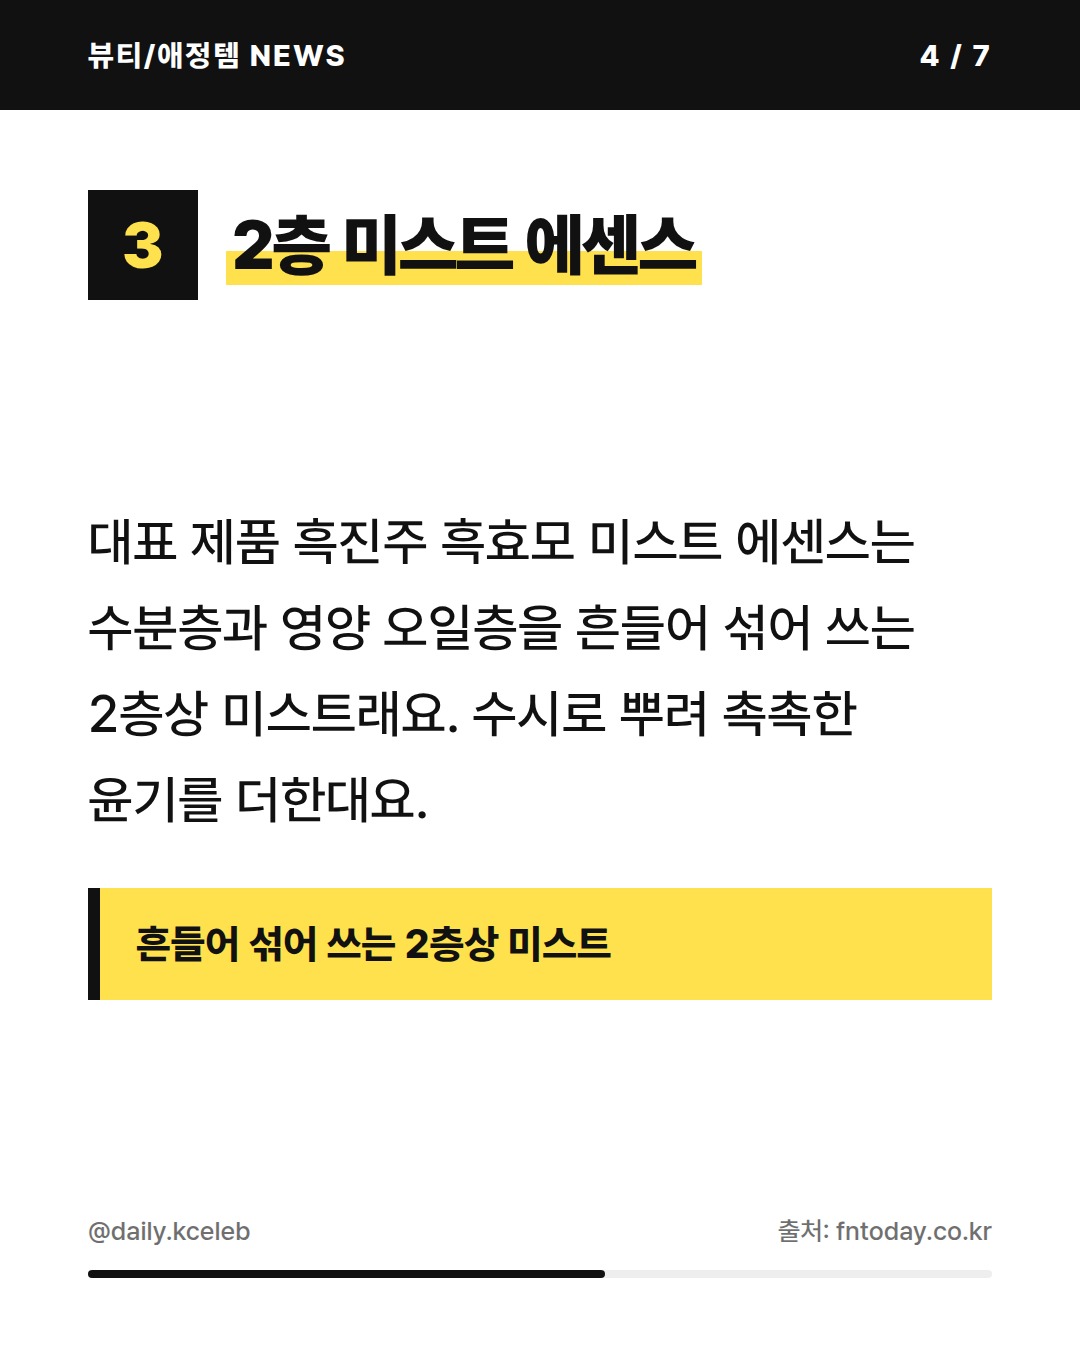 뷰티/애정템 NEWS
4 / 7
3
2층 미스트 에센스
대표 제품 흑진주 흑효모 미스트 에센스는
수분층과 영양 오일층을 흔들어 섞어 쓰는
2층상 미스트래요. 수시로 뿌려 촉촉한
윤기를 더한대요.
흔들어 섞어 쓰는 2층상 미스트
@daily.kceleb
출처: fntoday.co.kr